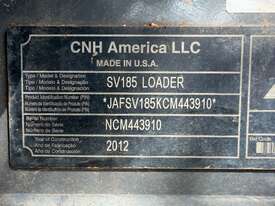 CNH America LLC
MADE IN U.S.A.
Type / Model & Designation
Tipo / Modelo & Designação
Tipo / Modelo & Designación
SV185 LOADER
Product Identification Number (PIN)
Número de Identificação do Produto (PIN)
Número de Identificación de Producto (PIN)
*JAFSV185KCM443910*
Serial Number
Número de Série
Número de Serie
NCM443910
Year of Construction
Ano de Fabricação
Año de Construcción
2012